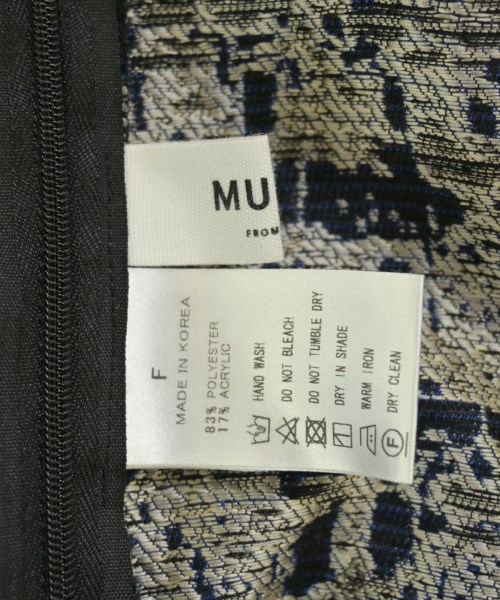 MU
FROM
F
MADE IN KOREA
83% POLYESTER
17% ACRYLIC
HAND WASH
DO NOT BLEACH
DO NOT TUMBLE DRY
DRY IN SHADE
WARM IRON
DRY CLEAN
F